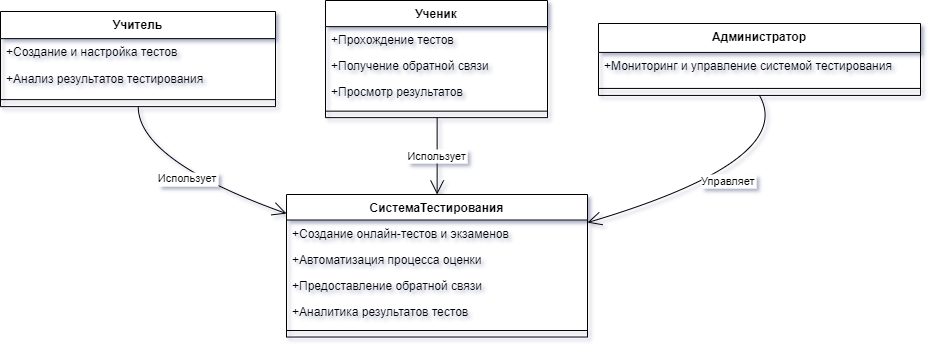 Учитель
+Создание и настройка тестов
+Анализ результатов тестирования
Ученик
+Прохождение тестов
+Получение обратной связи
+Просмотр результатов
Администратор
+Мониторинг и управление системой тестирования
Использует
Использует
Управляет
СистемаТестирования
+Создание онлайн-тестов и экзаменов
+Автоматизация процесса оценки
+Предоставление обратной связи
+Аналитика результатов тестов